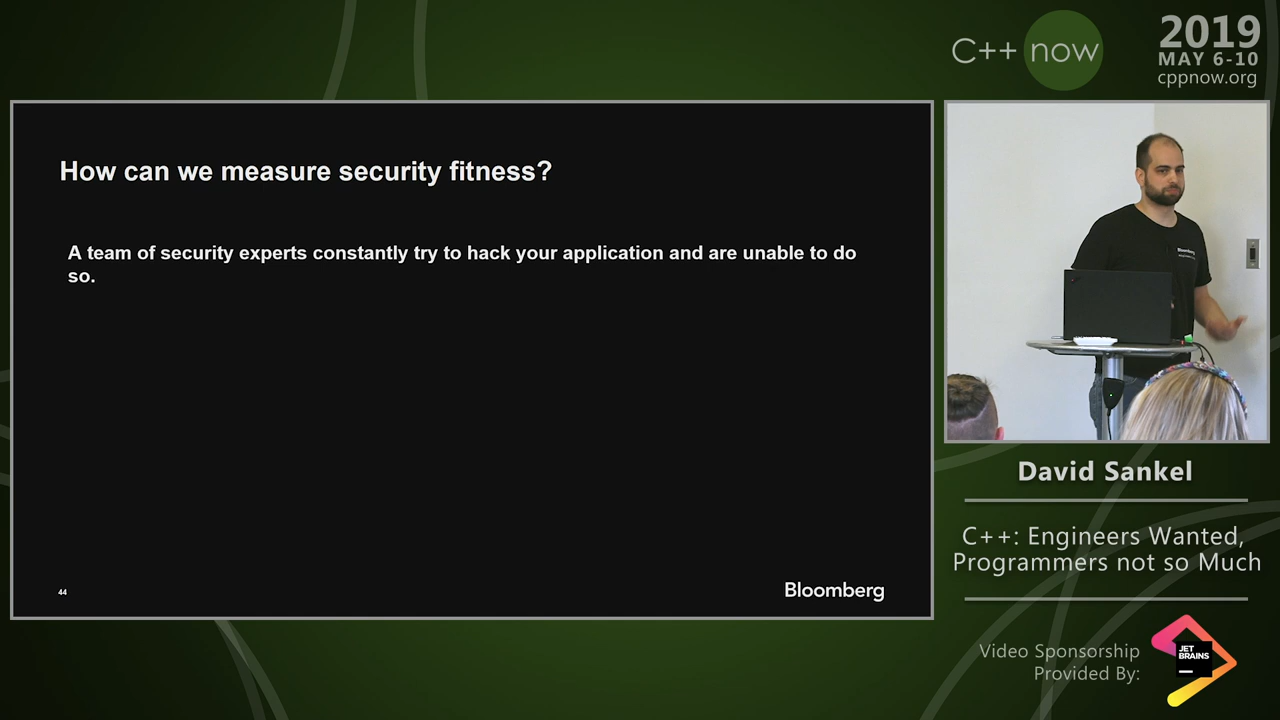 C++ now
2019
MAY 6-10
cppnow.org
How can we measure security fitness?
A team of security experts constantly try to hack your application and are unable to do
so.
44
Bloomberg
Bloomberg
David Sankel
C++: Engineers Wanted,
Programmers not so Much
Video Sponsorship
Provided By:
JET
BRAINS